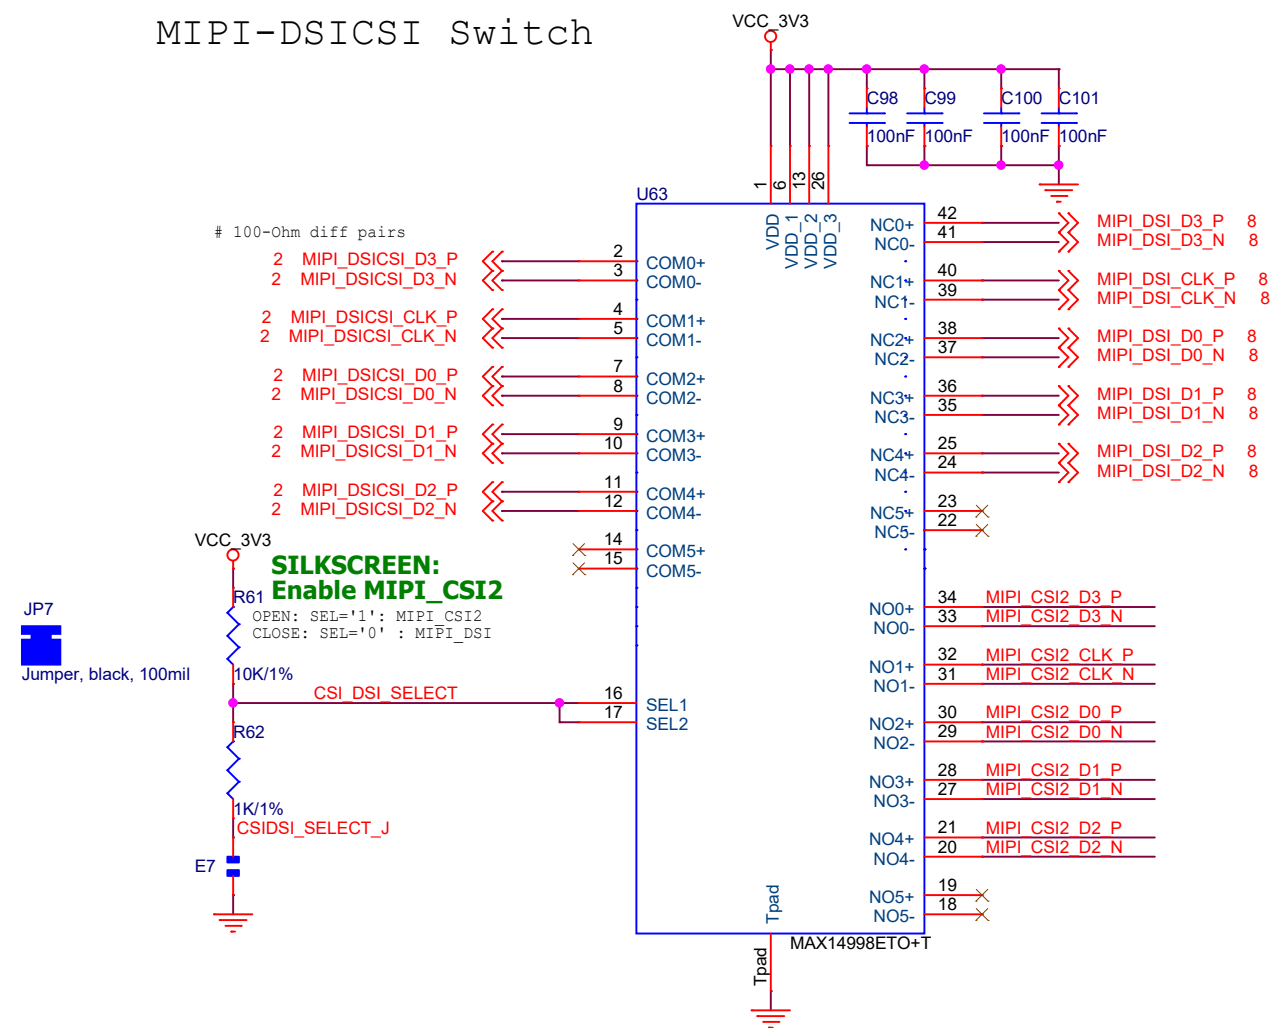 MIPI-DSICSI Switch
VCC_3V3
C98
C99
C100
C101
100nF
100nF
100nF
100nF
1
6
13
26
U63
VDD
VDD_1
VDD_2
VDD_3
# 100-Ohm diff pairs
2 MIPI_DSICSI_D3_P 2 COM0+
2 MIPI_DSICSI_D3_N 3 COM0-
2 MIPI_DSICSI_CLK_P 4 COM1+
2 MIPI_DSICSI_CLK_N 5 COM1-
2 MIPI_DSICSI_D0_P 7 COM2+
2 MIPI_DSICSI_D0_N 8 COM2-
2 MIPI_DSICSI_D1_P 9 COM3+
2 MIPI_DSICSI_D1_N 10 COM3-
2 MIPI_DSICSI_D2_P 11 COM4+
2 MIPI_DSICSI_D2_N 12 COM4-
14 COM5+
15 COM5-
NC0+ 42 MIPI_DSI_D3_P 8
NC0- 41 MIPI_DSI_D3_N 8
NC1+ 40 MIPI_DSI_CLK_P 8
NC1- 39 MIPI_DSI_CLK_N 8
NC2+ 38 MIPI_DSI_D0_P 8
NC2- 37 MIPI_DSI_D0_N 8
NC3+ 36 MIPI_DSI_D1_P 8
NC3- 35 MIPI_DSI_D1_N 8
NC4+ 25 MIPI_DSI_D2_P 8
NC4- 24 MIPI_DSI_D2_N 8
NC5+ 23
NC5- 22
VCC_3V3
SILKSCREEN:
Enable MIPI_CSI2
OPEN: SEL='1': MIPI_CSI2
CLOSE: SEL='0' : MIPI_DSI
JP7
Jumper, black, 100mil
R61
10K/1%
CSI_DSI_SELECT
16 SEL1
17 SEL2
R62
1K/1%
CSIDSI_SELECT_J
E7
NO0+ 34 MIPI_CSI2_D3_P
NO0- 33 MIPI_CSI2_D3_N
NO1+ 32 MIPI_CSI2_CLK_P
NO1- 31 MIPI_CSI2_CLK_N
NO2+ 30 MIPI_CSI2_D0_P
NO2- 29 MIPI_CSI2_D0_N
NO3+ 28 MIPI_CSI2_D1_P
NO3- 27 MIPI_CSI2_D1_N
NO4+ 21 MIPI_CSI2_D2_P
NO4- 20 MIPI_CSI2_D2_N
NO5+ 19
NO5- 18
Tpad
MAX14998ETO+T
Tpad